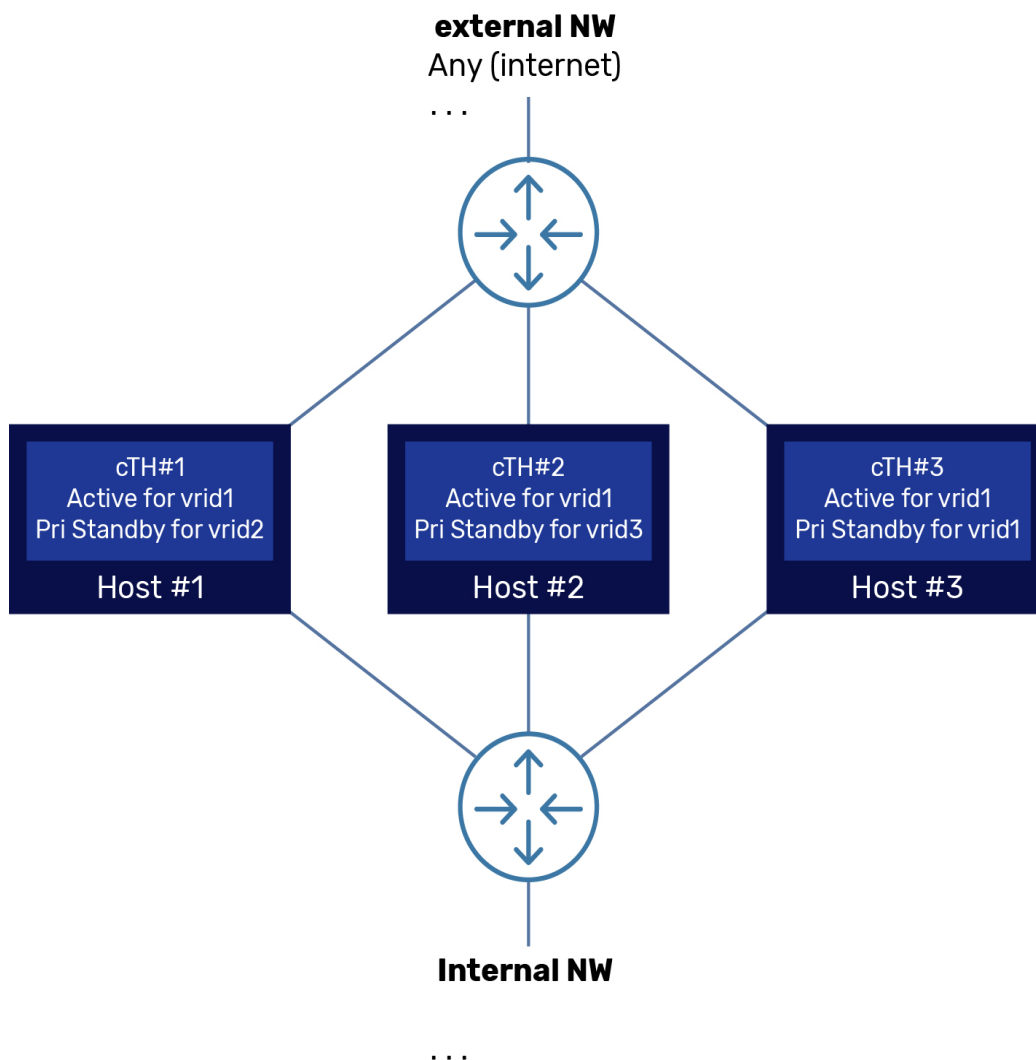 external NW
Any (internet)
...
cTH#1
Active for vrid1
Pri Standby for vrid2
Host #1
cTH#2
Active for vrid1
Pri Standby for vrid3
Host #2
cTH#3
Active for vrid1
Pri Standby for vrid1
Host #3
Internal NW
...